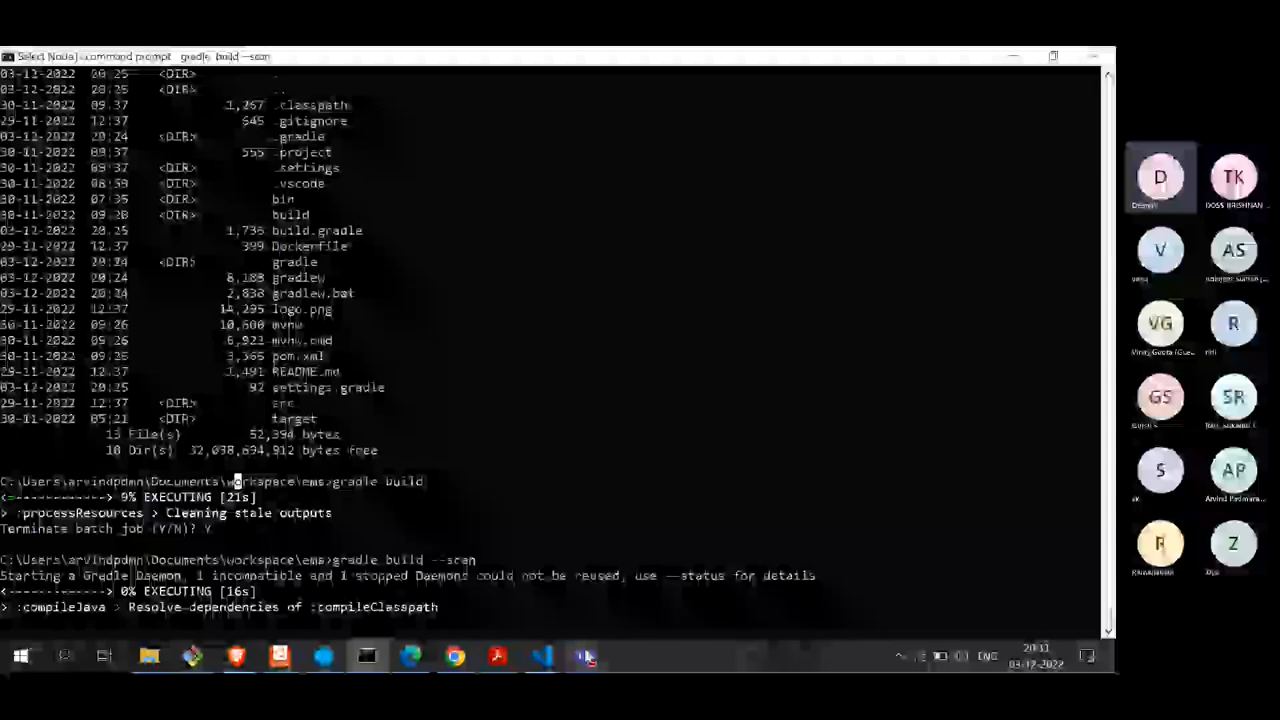 Select Node.j command prompt - gradle build --scan
03-12-2022 20:25 <DIR> .
03-12-2022 20:25 <DIR> ..
30-11-2022 09:37 1,267 .classpath
29-11-2022 12:37 645 .gitignore
03-12-2022 20:24 <DIR> .gradle
30-11-2022 09:37 555 .project
30-11-2022 09:37 <DIR> .settings
30-11-2022 08:59 <DIR> .vscode
30-11-2022 07:35 <DIR> bin
30-11-2022 09:28 <DIR> build
03-12-2022 20:25 1,736 build.gradle
29-11-2022 12:37 399 Dockerfile
03-12-2022 20:24 <DIR> gradle
03-12-2022 20:24 8,188 gradlew
03-12-2022 20:24 2,838 gradlew.bat
29-11-2022 12:37 14,295 logo.png
30-11-2022 09:26 10,600 mvnw
30-11-2022 09:26 6,923 mvnw.cmd
30-11-2022 09:25 3,365 pom.xml
29-11-2022 12:37 1,491 README.md
03-12-2022 20:25 92 settings.gradle
29-11-2022 12:37 <DIR> src
30-11-2022 05:21 <DIR> target
13 File(s) 52,394 bytes
10 Dir(s) 32,098,694,912 bytes free
C:\Users\arvindpdmn\Documents\workspace\ems>gradle build
<-------------> 9% EXECUTING [21s]
> :processResources > Cleaning stale outputs
Terminate batch job (Y/N)? Y
C:\Users\arvindpdmn\Documents\workspace\ems>gradle build --scan
Starting a Gradle Daemon, 1 incompatible and 1 stopped Daemons could not be reused, use --status for details
<-------------> 0% EXECUTING [16s]
> :compileJava > Resolve dependencies of :compileClasspath
D
TK
DOSS KRISHNAN
V
AS
VG
R
GS
SR
S
AP
R
Z
ENG
20:31
03-12-2022